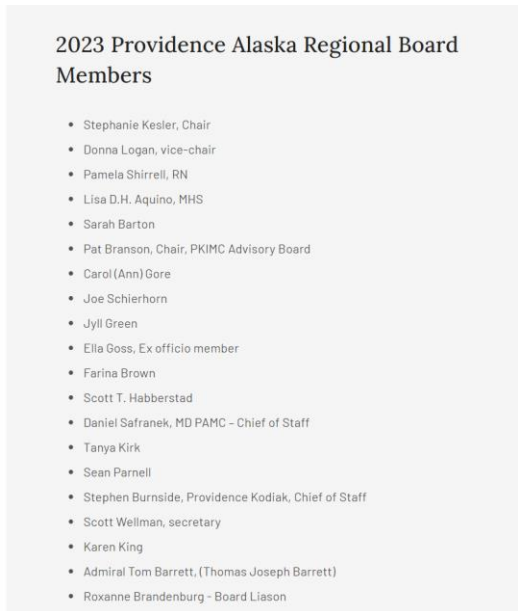 2023 Providence Alaska Regional Board
Members
• Stephanie Kesler, Chair
• Donna Logan, vice-chair
• Pamela Shirrell, RN
• Lisa D.H. Aquino, MHS
• Sarah Barton
• Pat Branson, Chair, PKIMC Advisory Board
• Carol (Ann) Gore
• Joe Schierhorn
• Jyll Green
• Ella Goss, Ex officio member
• Farina Brown
• Scott T. Habberstad
• Daniel Safranek, MD PAMC – Chief of Staff
• Tanya Kirk
• Sean Parnell
• Stephen Burnside, Providence Kodiak, Chief of Staff
• Scott Wellman, secretary
• Karen King
• Admiral Tom Barrett, (Thomas Joseph Barrett)
• Roxanne Brandenburg - Board Liason